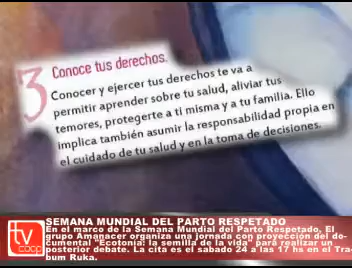 3 Conoce tus derechos.
Conocer y ejercer tus derechos te va a
permitir aprender sobre tu salud, aliviar tus
temores, protegerte a ti misma y a tu familia. Ello
implica también asumir la responsabilidad propia en
el cuidado de tu salud y en la toma de decisiones.
SEMANA MUNDIAL DEL PARTO RESPETADO
En el marco de la Semana Mundial del Parto Respetado, El
grupo Amanacer organiza una jornada con proyección del do-
cumental "Ecotonia: la semilla de la vida" para realizar un
posterior debate. La cita es el sabado 24 a las 17 hs en el Tra-
bum Ruka.
tv
coop